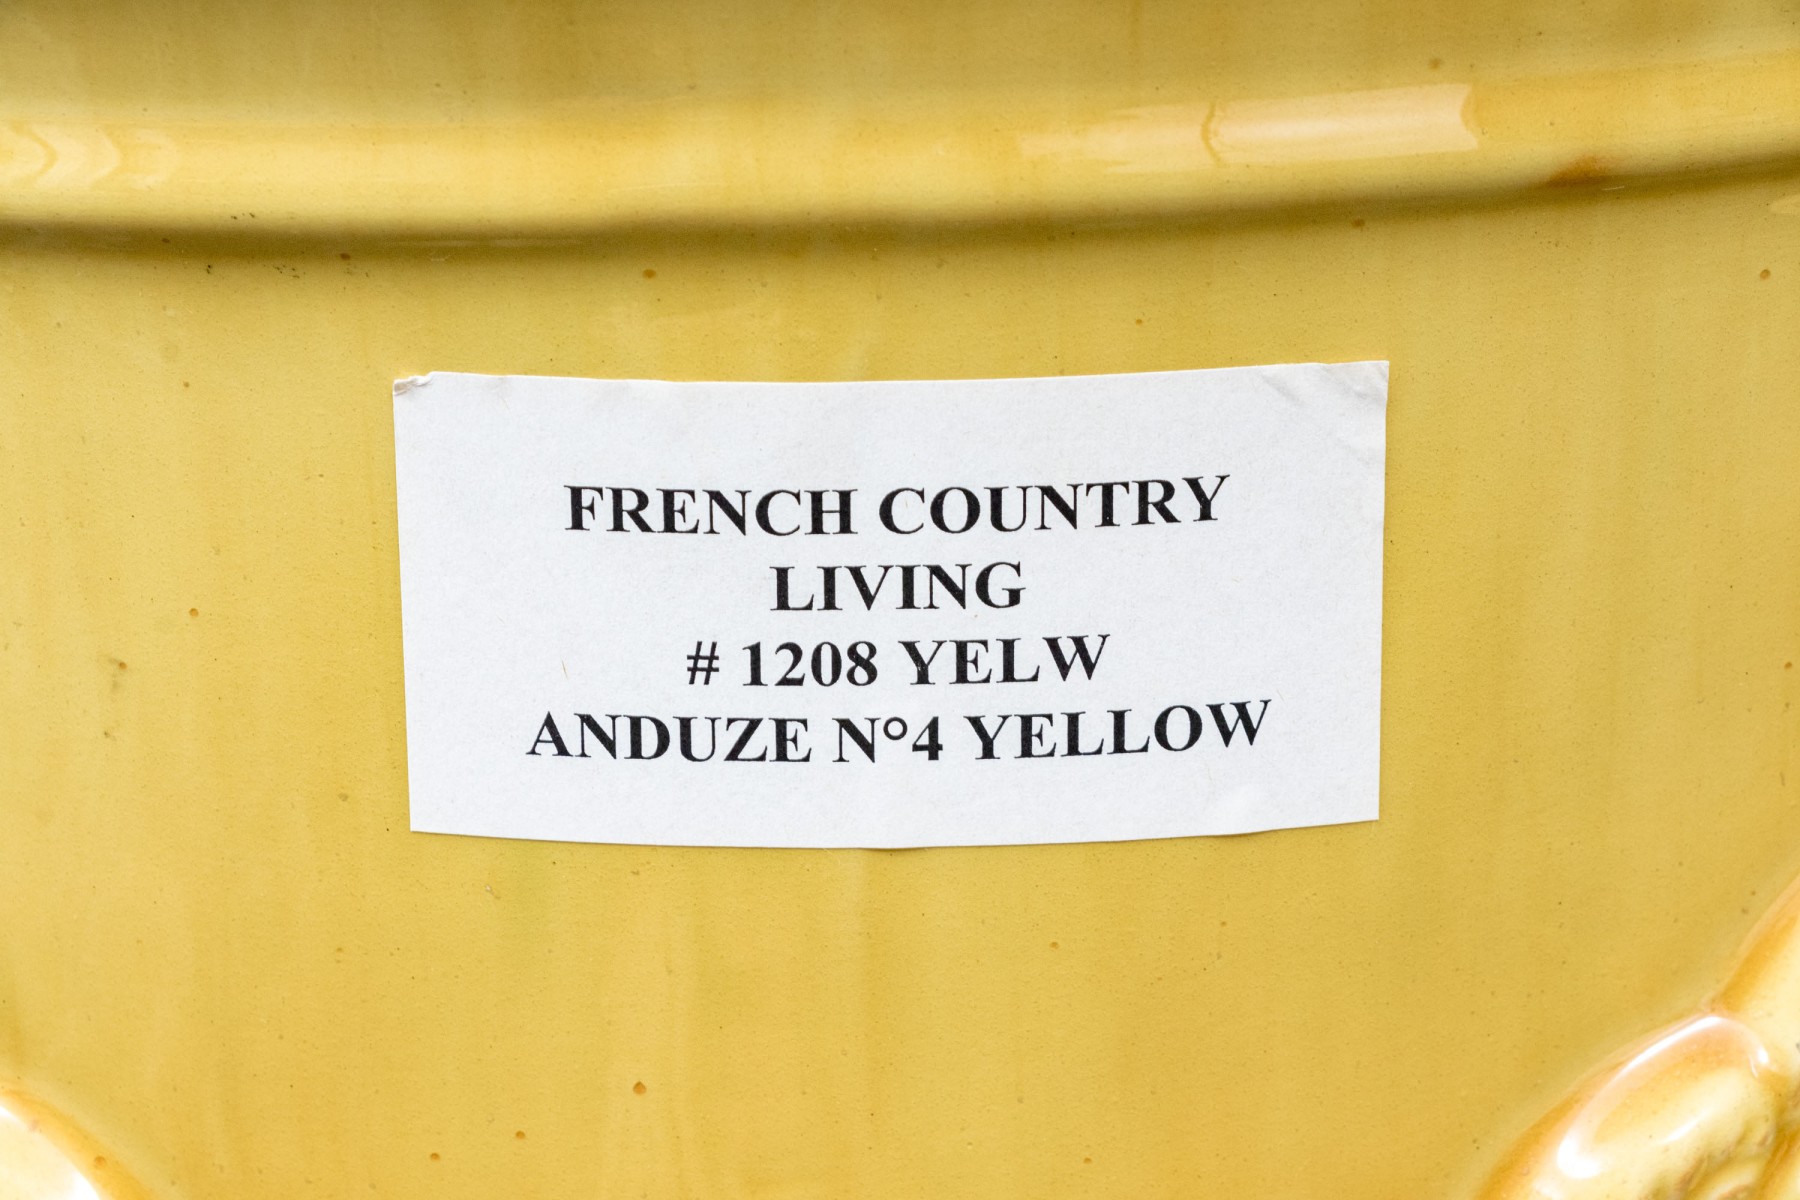 FRENCH COUNTRY
LIVING
# 1208 YELW
ANDUZE N°4 YELLOW